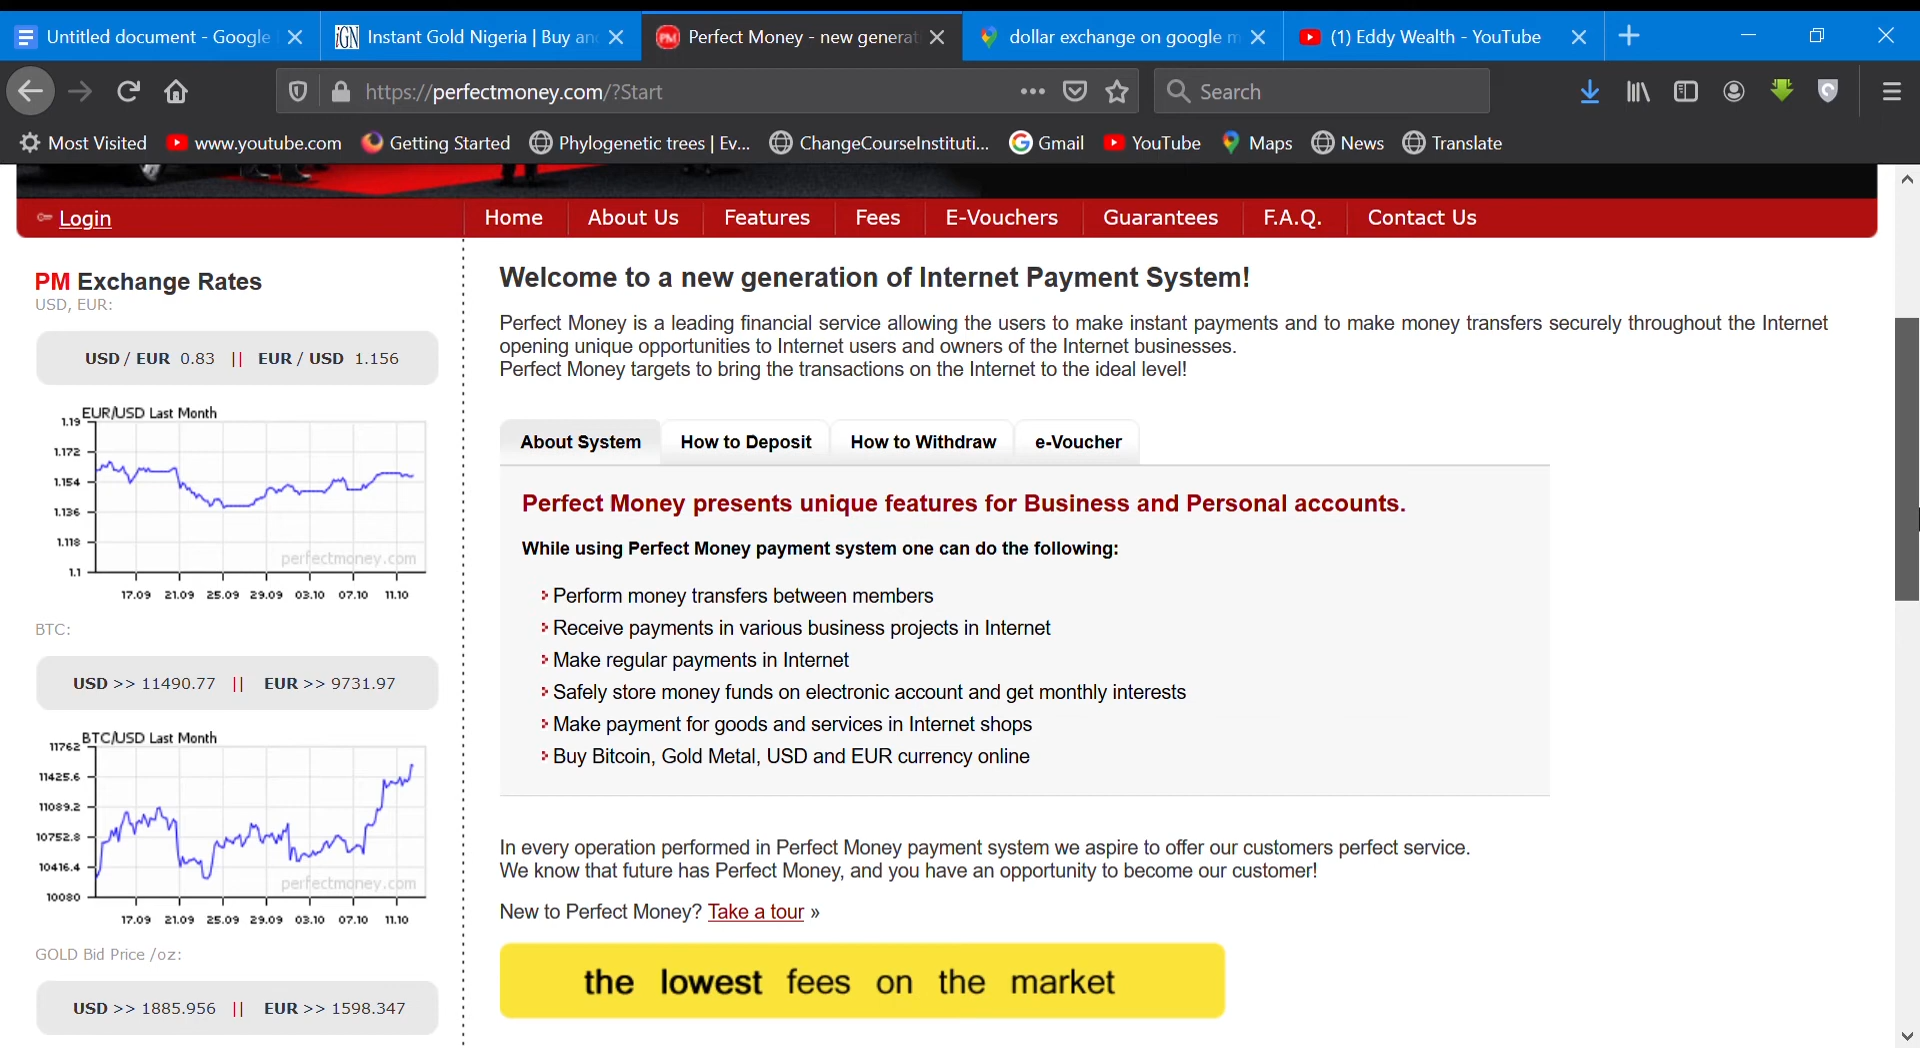 Untitled document - Google
Instant Gold Nigeria | Buy an
Perfect Money - new generat
dollar exchange on google m
(1) Eddy Wealth - YouTube
https://perfectmoney.com/?Start
Search
Most Visited
www.youtube.com
Getting Started
Phylogenetic trees | Ev...
ChangeCourseInstituti...
Gmail
YouTube
Maps
News
Translate
Login
Home
About Us
Features
Fees
E-Vouchers
Guarantees
F.A.Q.
Contact Us
PM Exchange Rates
USD, EUR:
USD / EUR 0.83 || EUR / USD 1.156
EUR/USD Last Month
1.19
1.172
1.154
1.136
1.118
1.1
perfectmoney.com
17.09 21.09 25.09 29.09 03.10 07.10 11.10
BTC:
USD >> 11490.77 || EUR >> 9731.97
BTC/USD Last Month
11762
11425.6
11089.2
10752.8
10416.4
10080
perfectmoney.com
17.09 21.09 25.09 29.09 03.10 07.10 11.10
GOLD Bid Price /oz:
USD >> 1885.956 || EUR >> 1598.347
Welcome to a new generation of Internet Payment System!
Perfect Money is a leading financial service allowing the users to make instant payments and to make money transfers securely throughout the Internet
opening unique opportunities to Internet users and owners of the Internet businesses.
Perfect Money targets to bring the transactions on the Internet to the ideal level!
About System
How to Deposit
How to Withdraw
e-Voucher
Perfect Money presents unique features for Business and Personal accounts.
While using Perfect Money payment system one can do the following:
Perform money transfers between members
Receive payments in various business projects in Internet
Make regular payments in Internet
Safely store money funds on electronic account and get monthly interests
Make payment for goods and services in Internet shops
Buy Bitcoin, Gold Metal, USD and EUR currency online
In every operation performed in Perfect Money payment system we aspire to offer our customers perfect service.
We know that future has Perfect Money, and you have an opportunity to become our customer!
New to Perfect Money? Take a tour »
the lowest fees on the market